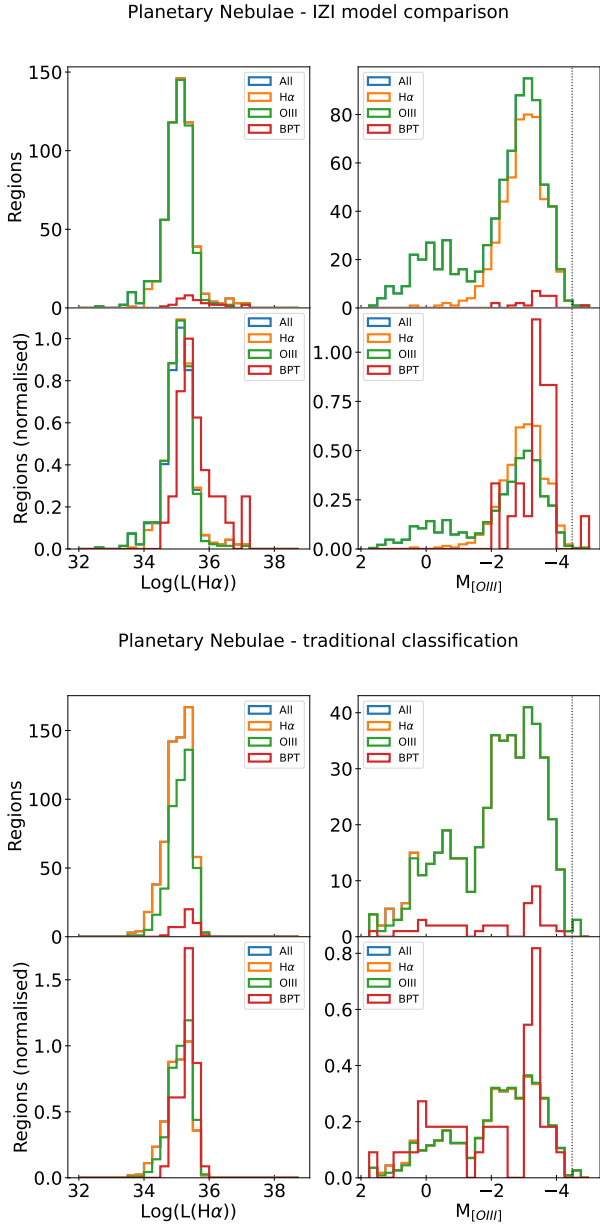 Planetary Nebulae - IZI model comparison
Regions
150
100
50
0
All
Hα
OIII
BPT
80
60
40
20
0
All
Hα
OIII
BPT
Regions (normalised)
1.0
0.8
0.6
0.4
0.2
0.0
All
Hα
OIII
BPT
32 34 36 38
Log(L(Hα))
1.00
0.75
0.50
0.25
0.00
All
Hα
OIII
BPT
2 0 −2 −4
M[OIII]
Planetary Nebulae - traditional classification
Regions
150
100
50
0
All
Hα
OIII
BPT
40
30
20
10
0
All
Hα
OIII
BPT
Regions (normalised)
1.5
1.0
0.5
0.0
All
Hα
OIII
BPT
32 34 36 38
Log(L(Hα))
0.8
0.6
0.4
0.2
0.0
All
Hα
OIII
BPT
2 0 −2 −4
M[OIII]